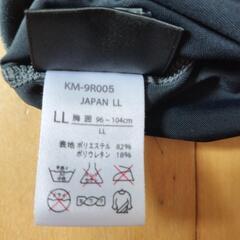 KM-9R005
JAPAN LL
LL 胸囲 96～104cm
LL
表地 ポリエステル 82%
ポリウレタン 18%